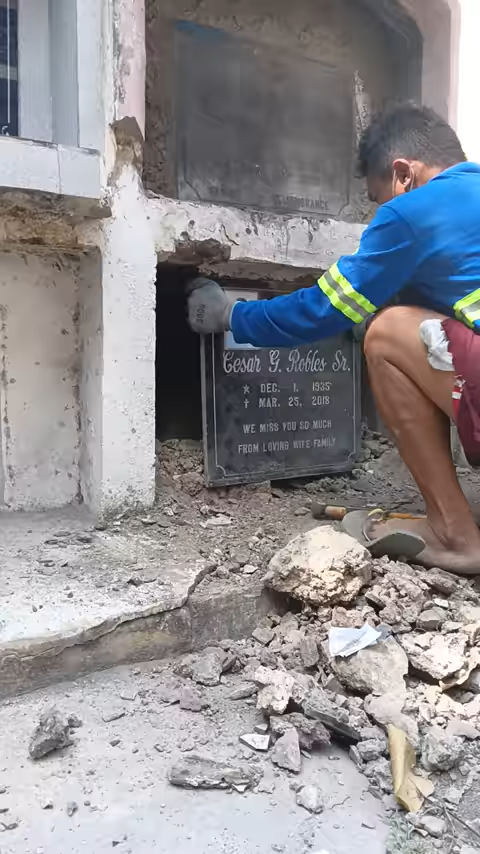 Cesar G. Robles Sr.
★ DEC. 1, 1935
✝ MAR. 25, 2018
WE MISS YOU SO MUCH
FROM LOVING WIFE FAMILY